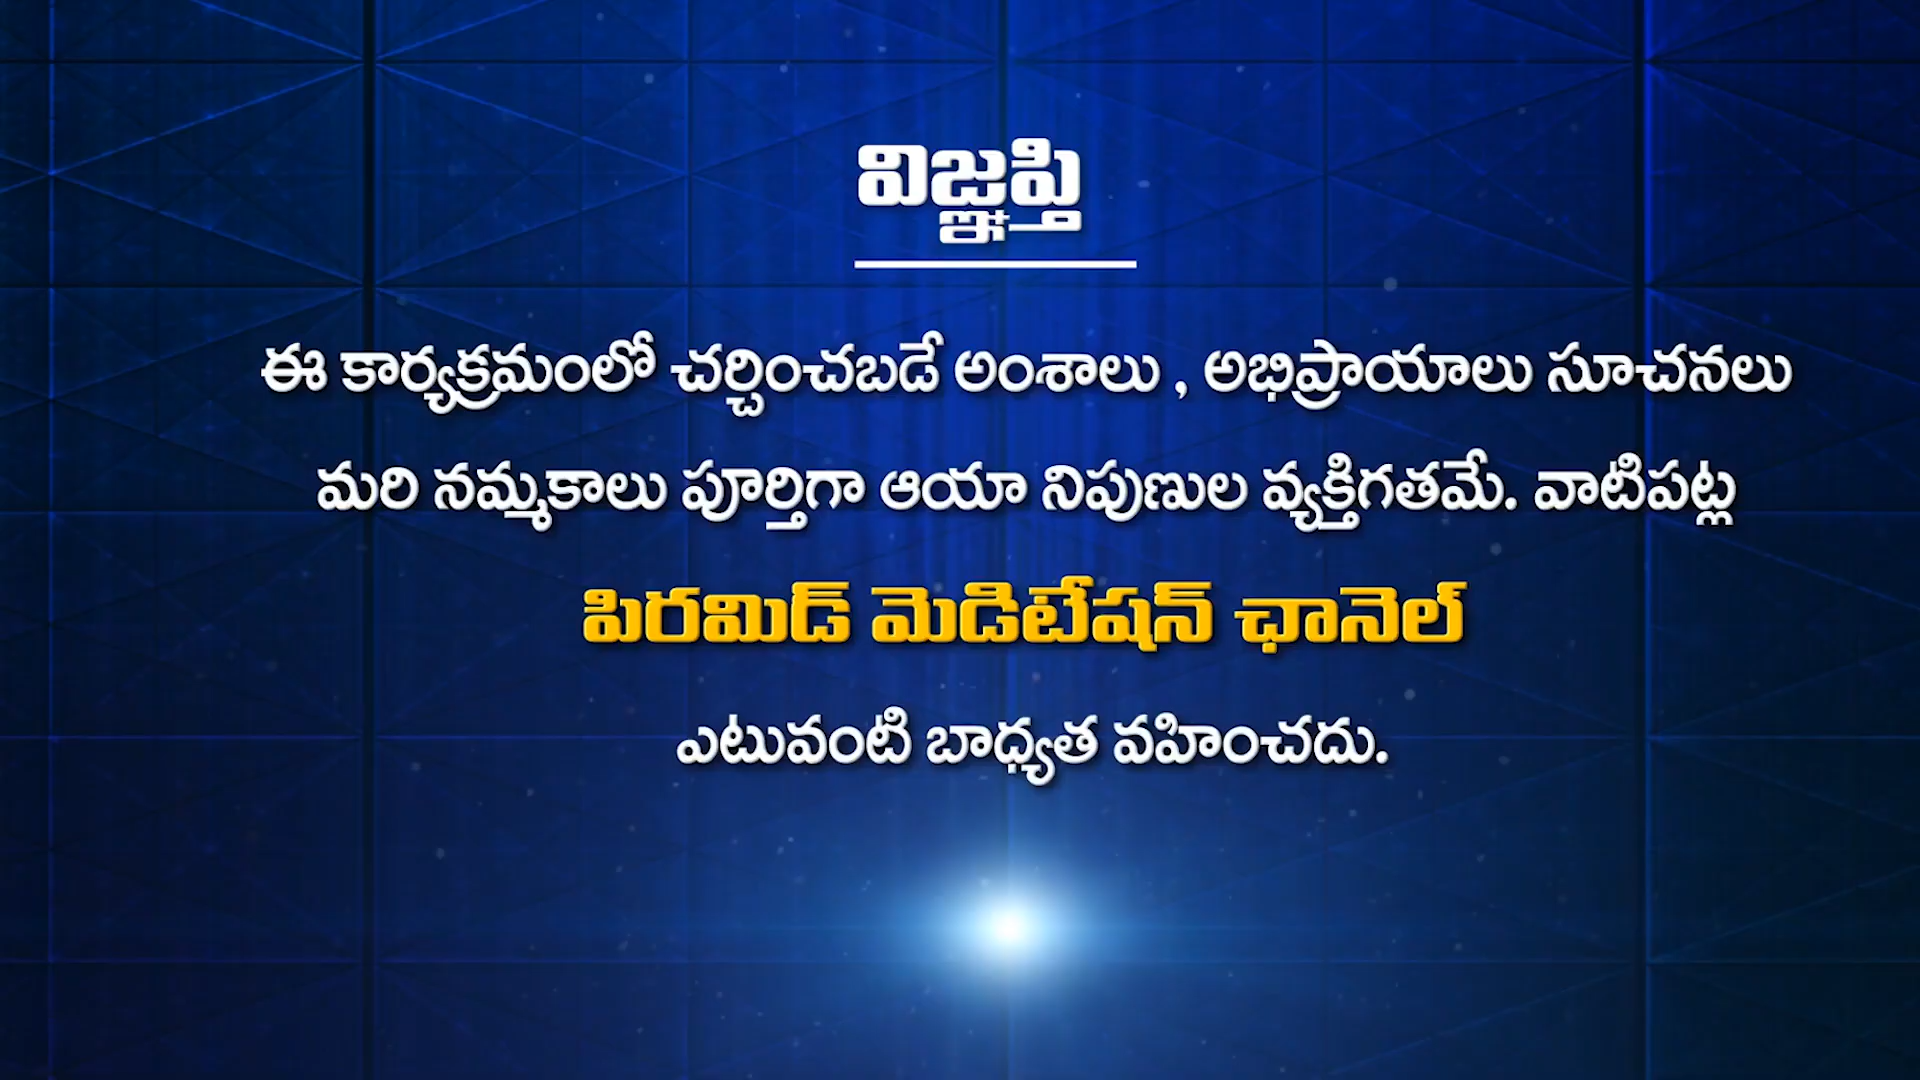 విజ్ఞప్తి
ఈ కార్యక్రమంలో చర్చించబడే అంశాలు , అభిప్రాయాలు సూచనలు
మరి నమ్మకాలు పూర్తిగా ఆయా నిపుణుల వ్యక్తిగతమే. వాటిపట్ల
పిరమిడ్ మెడిటేషన్ ఛానెల్
ఎటువంటి బాధ్యత వహించదు.